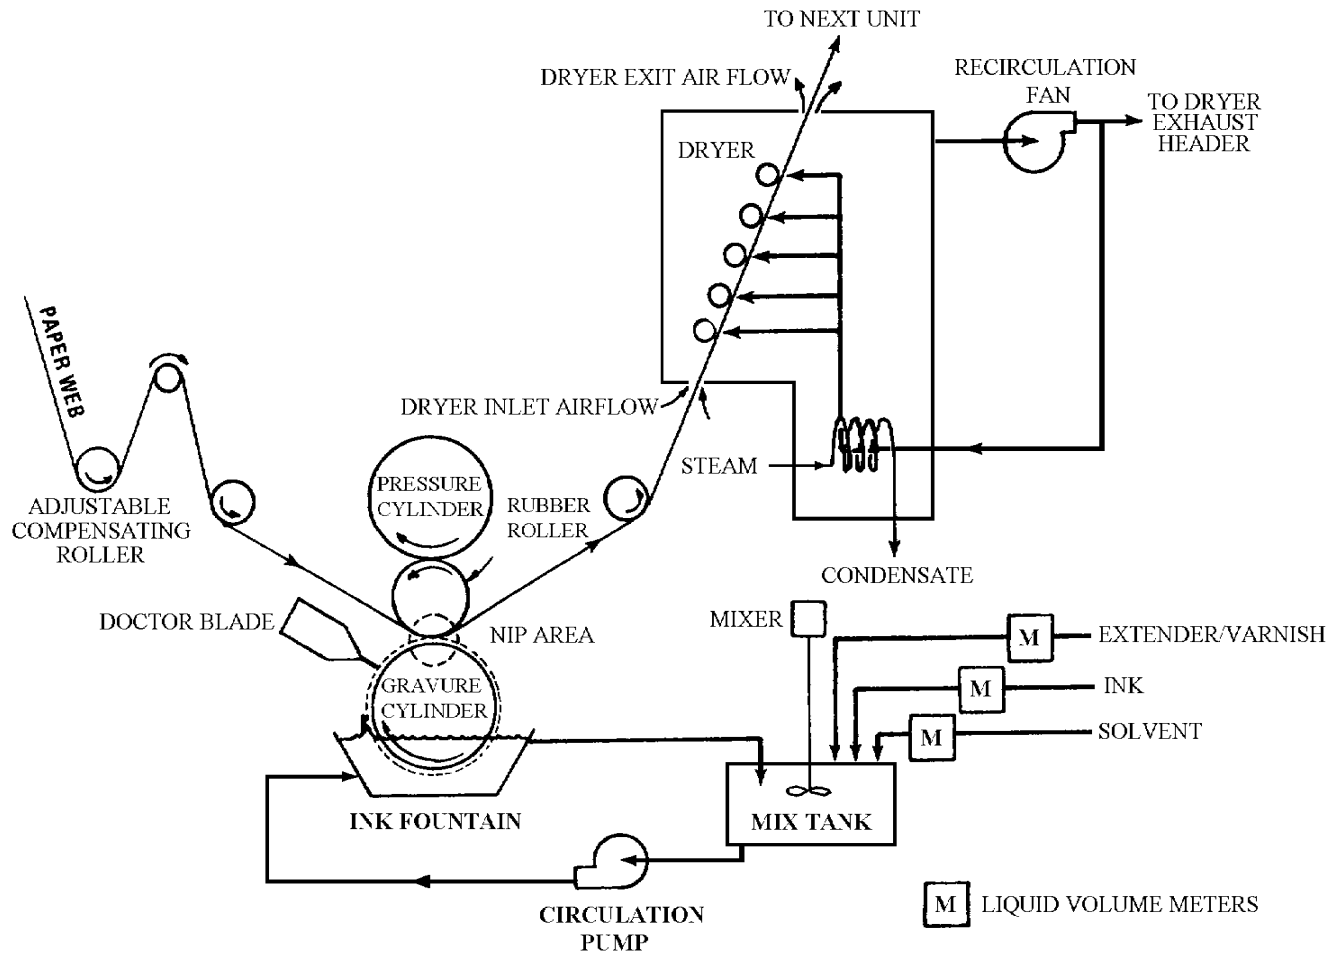 TO NEXT UNIT
DRYER EXIT AIR FLOW
RECIRCULATION
FAN
TO DRYER
EXHAUST
HEADER
DRYER
PAPER WEB
DRYER INLET AIRFLOW
STEAM
CONDENSATE
ADJUSTABLE
COMPENSATING
ROLLER
PRESSURE
CYLINDER
RUBBER
ROLLER
DOCTOR BLADE
NIP AREA
GRAVURE
CYLINDER
INK FOUNTAIN
MIXER
M
EXTENDER/VARNISH
M
INK
M
SOLVENT
MIX TANK
CIRCULATION
PUMP
M
LIQUID VOLUME METERS